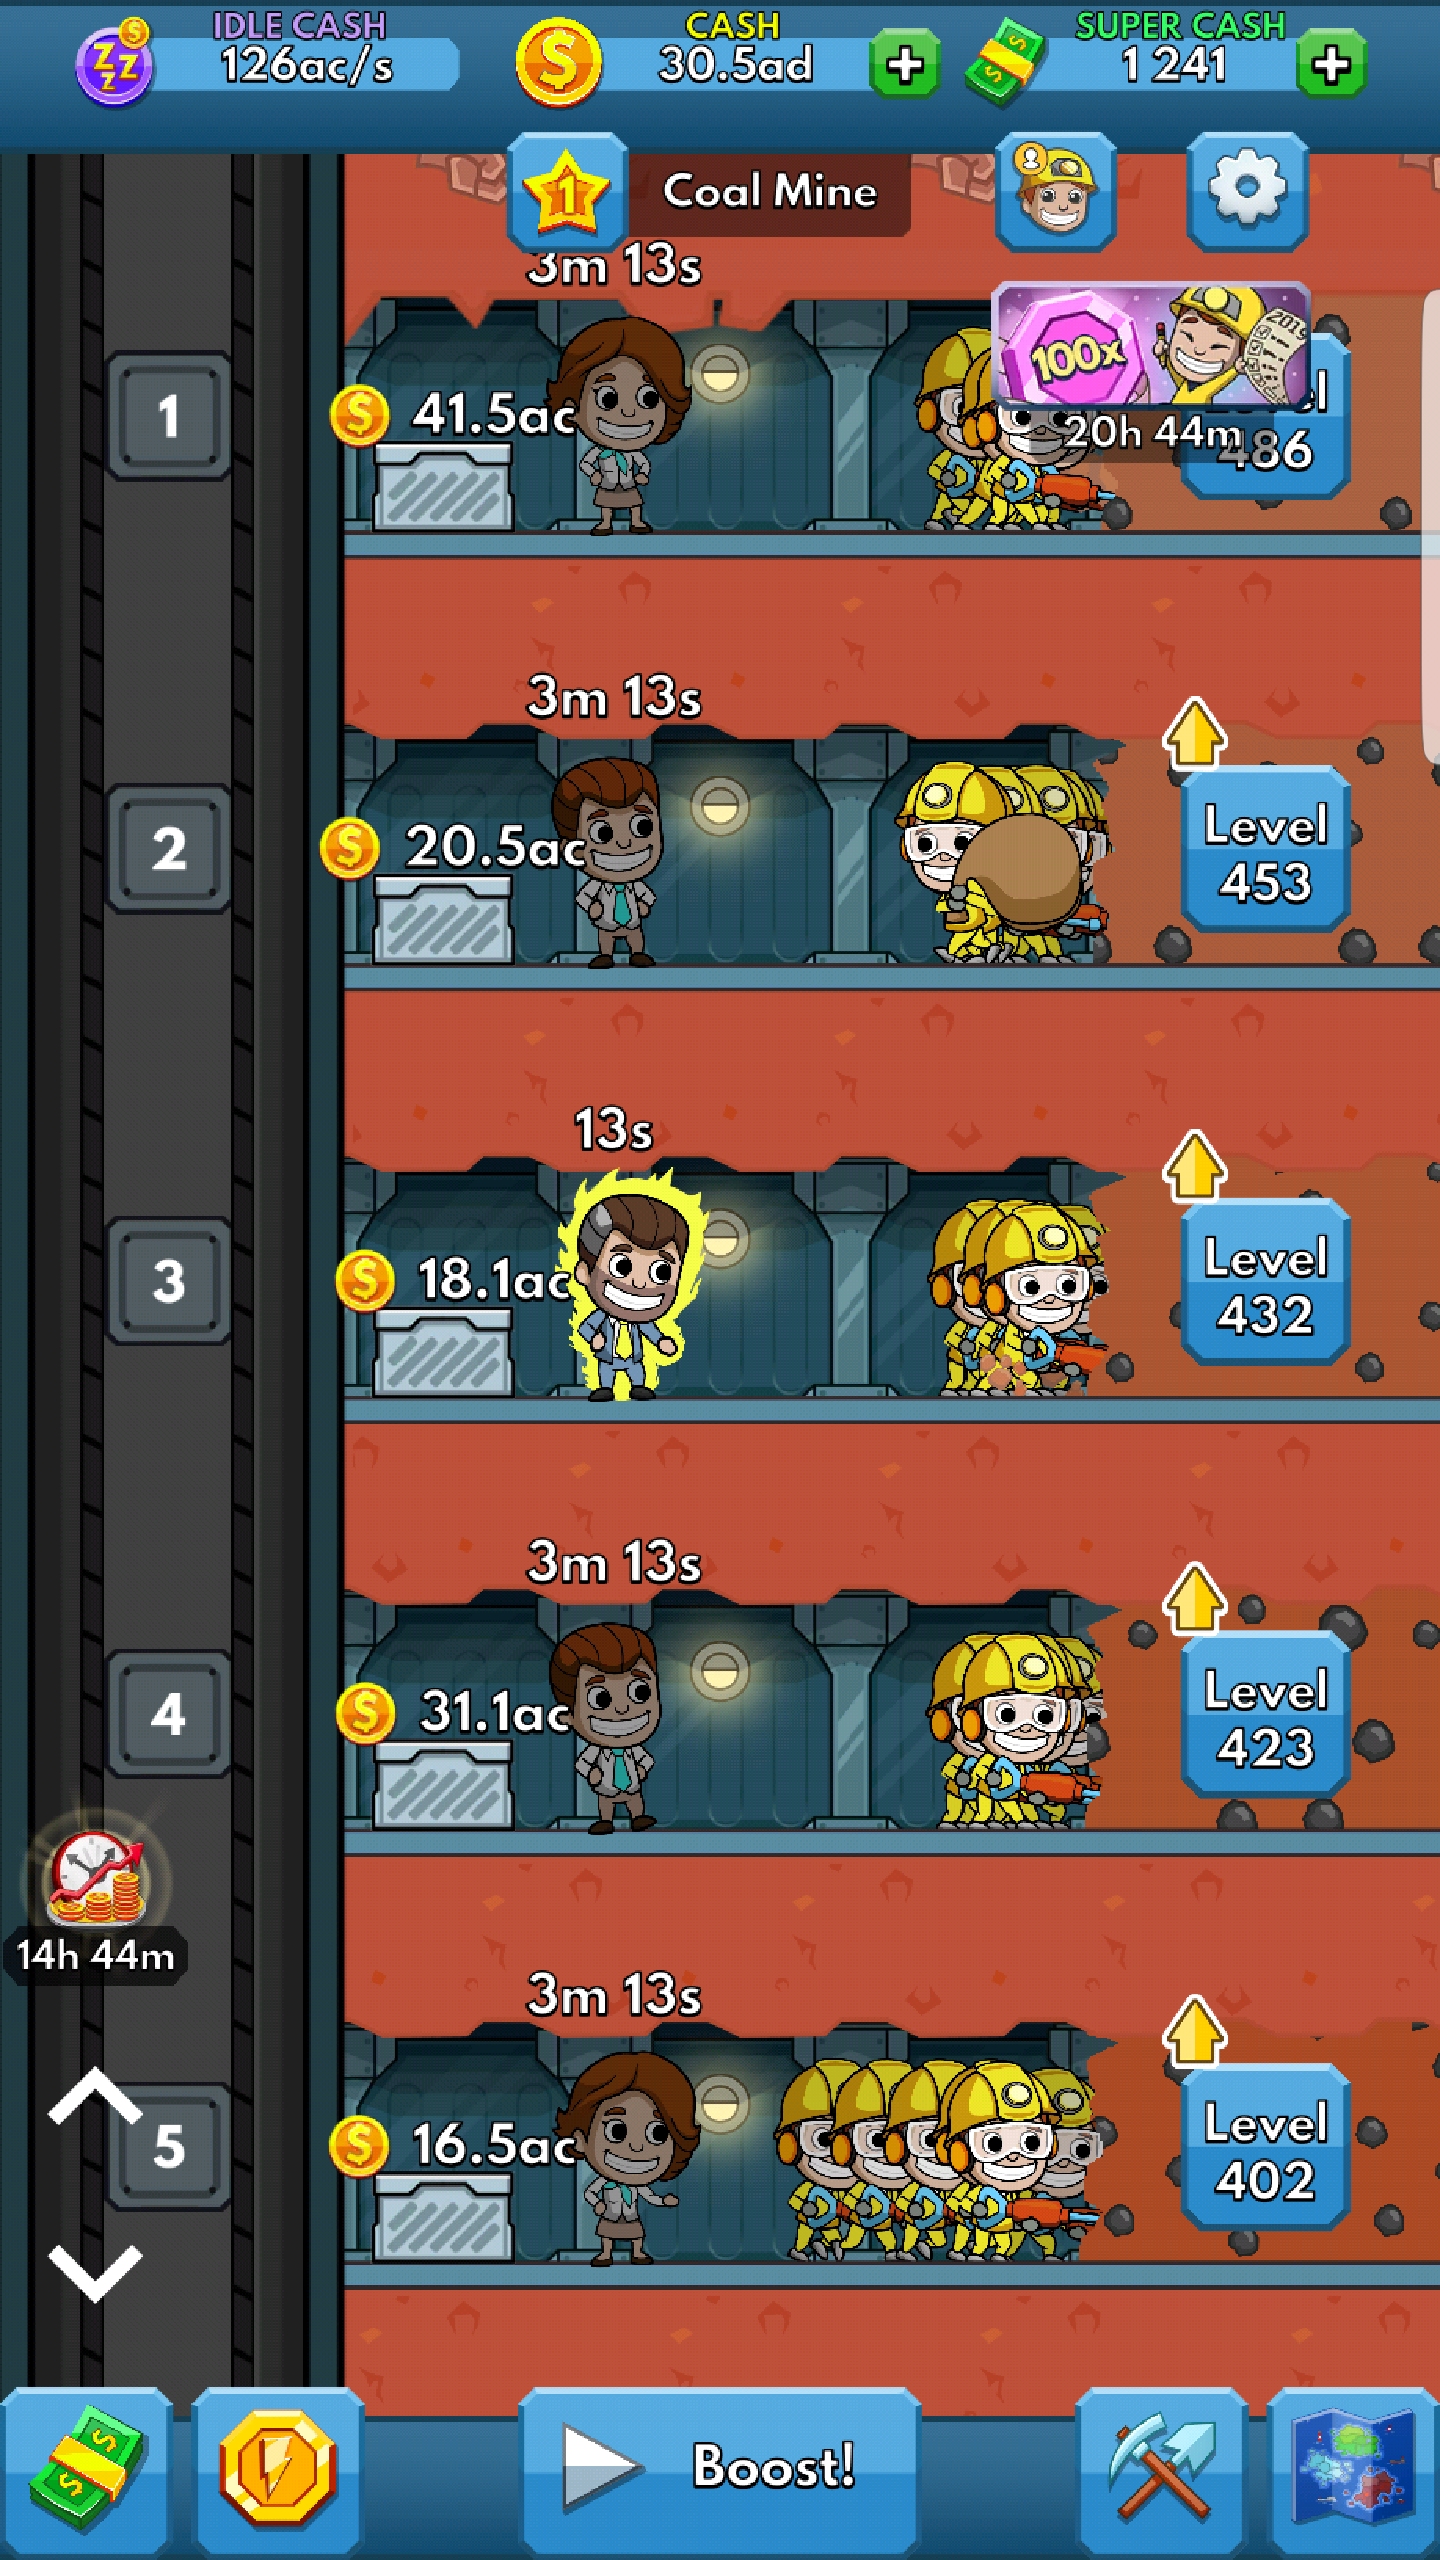 IDLE CASH
126ac/s
CASH
30.5ad
SUPER CASH
1 241
1
Coal Mine
3m 13s
100x
2019
20h 44m
1
41.5ac
486
3m 13s
2
20.5ac
Level
453
13s
3
18.1ac
Level
432
3m 13s
4
31.1ac
Level
423
14h 44m
3m 13s
5
16.5ac
Level
402
Boost!